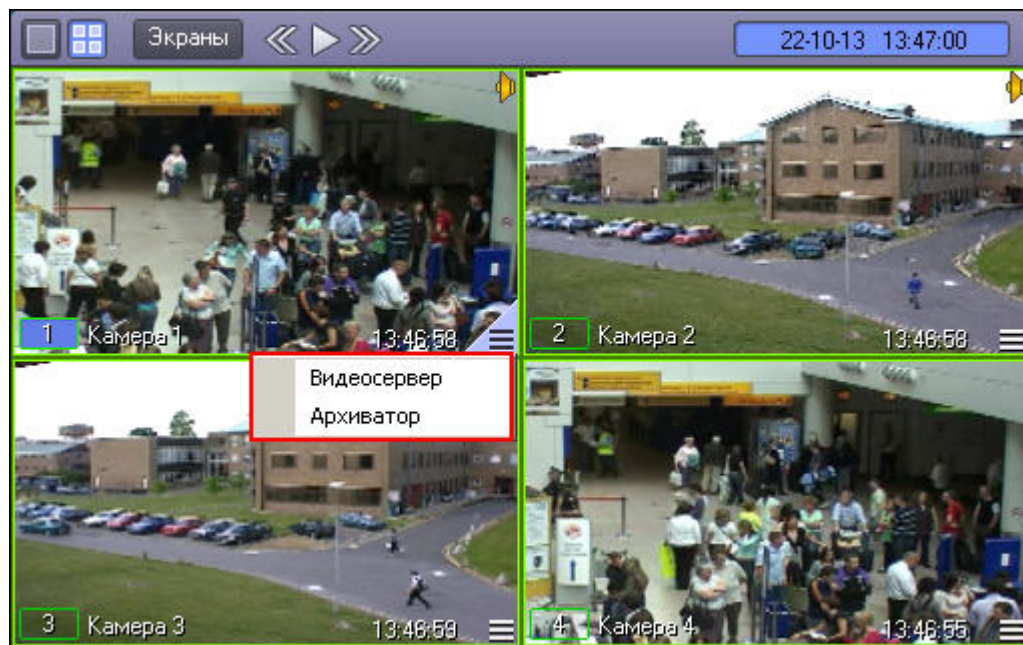 Экраны
22-10-13 13:47:00
1 Камера 1 13:46:58
2 Камера 2 13:46:58
Видеосервер
Архиватор
3 Камера 3 13:46:59
4 Камера 4 13:46:55